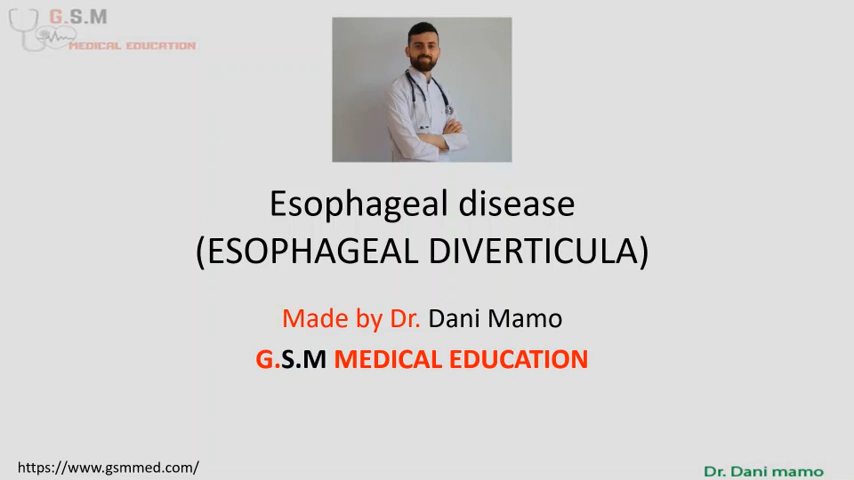 G.S.M
MEDICAL EDUCATION
Esophageal disease
(ESOPHAGEAL DIVERTICULA)
Made by Dr. Dani Mamo
G.S.M MEDICAL EDUCATION
https://www.gsmmed.com/
Dr. Dani mamo